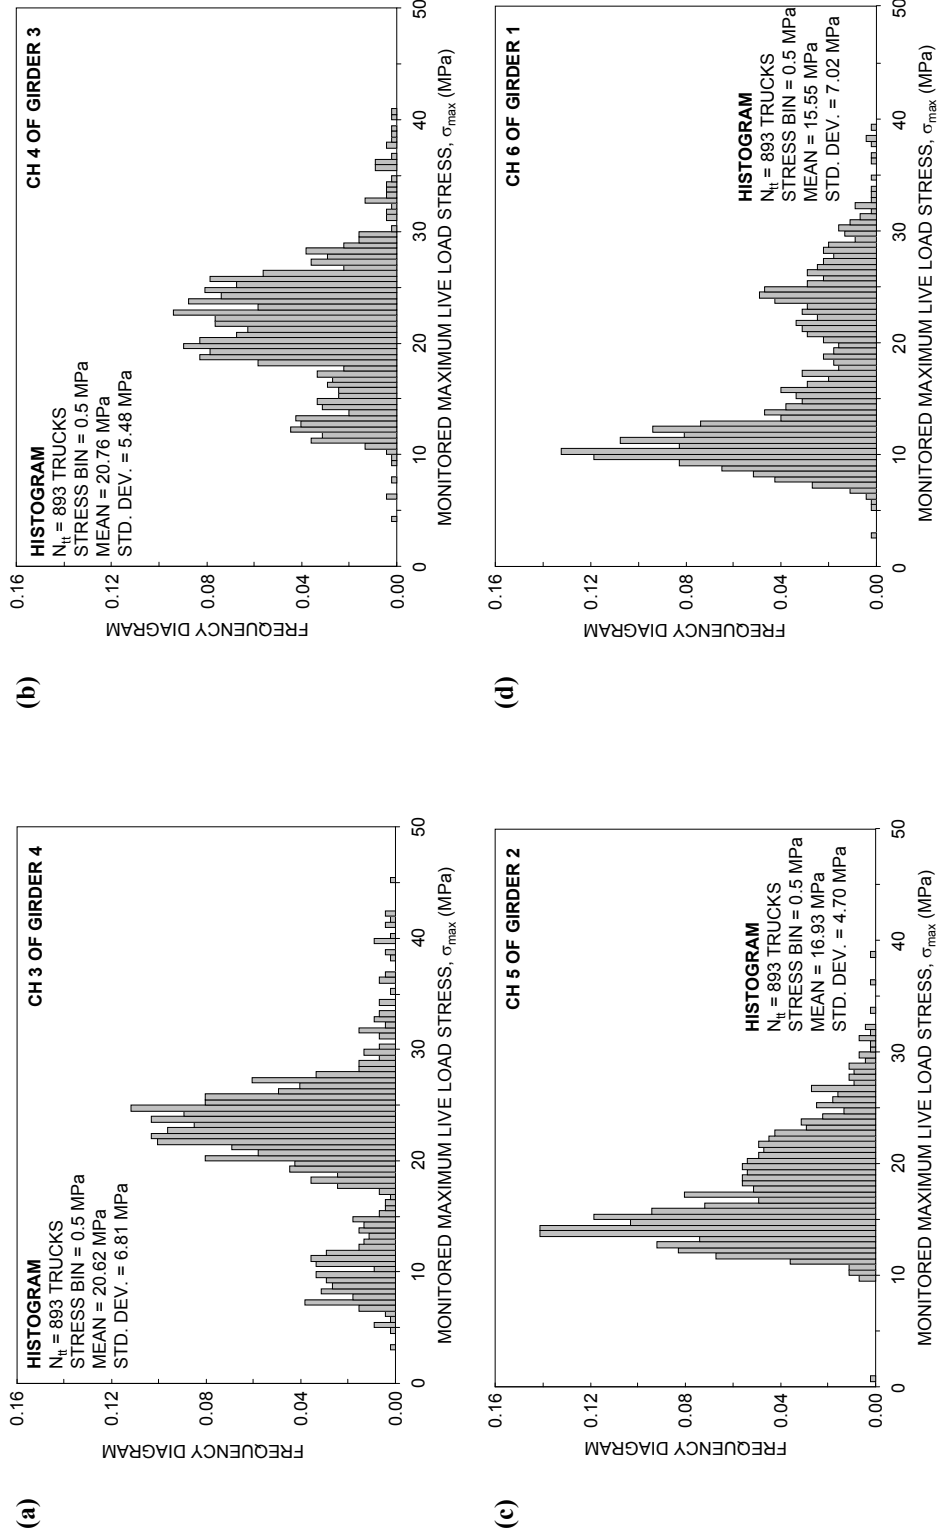 (a)
FREQUENCY DIAGRAM
0.16
0.12
0.08
0.04
0.00
HISTOGRAM
N_tt = 893 TRUCKS
STRESS BIN = 0.5 MPa
MEAN = 20.62 MPa
STD. DEV. = 6.81 MPa
CH 3 OF GIRDER 4
0 10 20 30 40 50
MONITORED MAXIMUM LIVE LOAD STRESS, σ_max (MPa)
(b)
FREQUENCY DIAGRAM
0.16
0.12
0.08
0.04
0.00
HISTOGRAM
N_tt = 893 TRUCKS
STRESS BIN = 0.5 MPa
MEAN = 20.76 MPa
STD. DEV. = 5.48 MPa
CH 4 OF GIRDER 3
0 10 20 30 40 50
MONITORED MAXIMUM LIVE LOAD STRESS, σ_max (MPa)
(c)
FREQUENCY DIAGRAM
0.16
0.12
0.08
0.04
0.00
CH 5 OF GIRDER 2
HISTOGRAM
N_tt = 893 TRUCKS
STRESS BIN = 0.5 MPa
MEAN = 16.93 MPa
STD. DEV. = 4.70 MPa
0 10 20 30 40 50
MONITORED MAXIMUM LIVE LOAD STRESS, σ_max (MPa)
(d)
FREQUENCY DIAGRAM
0.16
0.12
0.08
0.04
0.00
CH 6 OF GIRDER 1
HISTOGRAM
N_tt = 893 TRUCKS
STRESS BIN = 0.5 MPa
MEAN = 15.55 MPa
STD. DEV. = 7.02 MPa
0 10 20 30 40 50
MONITORED MAXIMUM LIVE LOAD STRESS, σ_max (MPa)